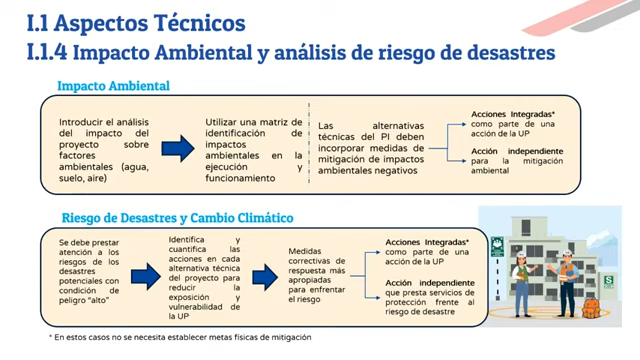 I.1 Aspectos Técnicos
I.1.4 Impacto Ambiental y análisis de riesgo de desastres
Impacto Ambiental
Introducir el análisis
del impacto del
proyecto sobre
factores
ambientales (agua,
suelo, aire)
Utilizar una matriz de
identificación de
impactos
ambientales en la
ejecución y
funcionamiento
Las alternativas
técnicas del PI deben
incorporar medidas de
mitigación de impactos
ambientales negativos
Acciones Integradas*
como parte de una
acción de la UP
Acción independiente
para la mitigación
ambiental
Riesgo de Desastres y Cambio Climático
Se debe prestar
atención a los
riesgos de los
desastres
potenciales con
condición de
peligro "alto"
Identifica y
cuantifica las
acciones en cada
alternativa técnica
del proyecto para
reducir la
exposición y
vulnerabilidad de
la UP
Medidas
correctivas de
respuesta más
apropiadas
para enfrentar
el riesgo
Acciones Integradas*
como parte de una
acción de la UP
Acción independiente
que presta servicios de
protección frente al
riesgo de desastre
S
* En estos casos no se necesita establecer metas físicas de mitigación